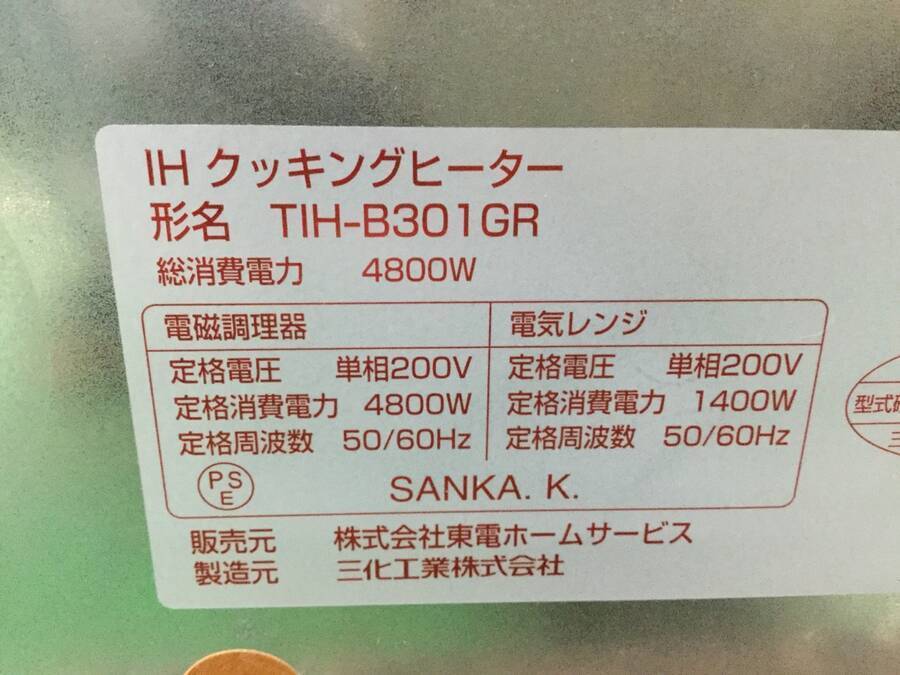 IH クッキングヒーター
形名 TIH-B301GR
総消費電力 4800W
電磁調理器
定格電圧 単相200V
定格消費電力 4800W
定格周波数 50/60Hz
電気レンジ
定格電圧 単相200V
定格消費電力 1400W
定格周波数 50/60Hz
PS
E
SANKA. K.
販売元 株式会社東電ホームサービス
製造元 三化工業株式会社
型式